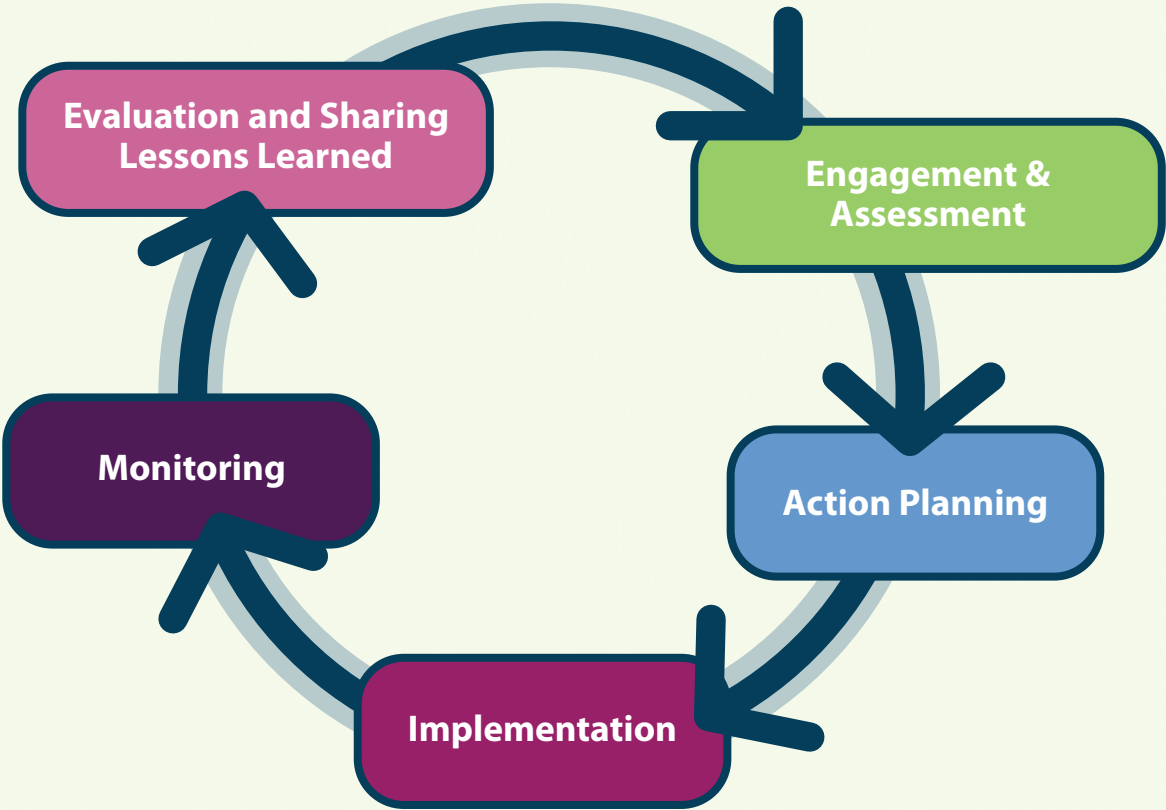 Evaluation and Sharing
Lessons Learned
Engagement &
Assessment
Action Planning
Implementation
Monitoring